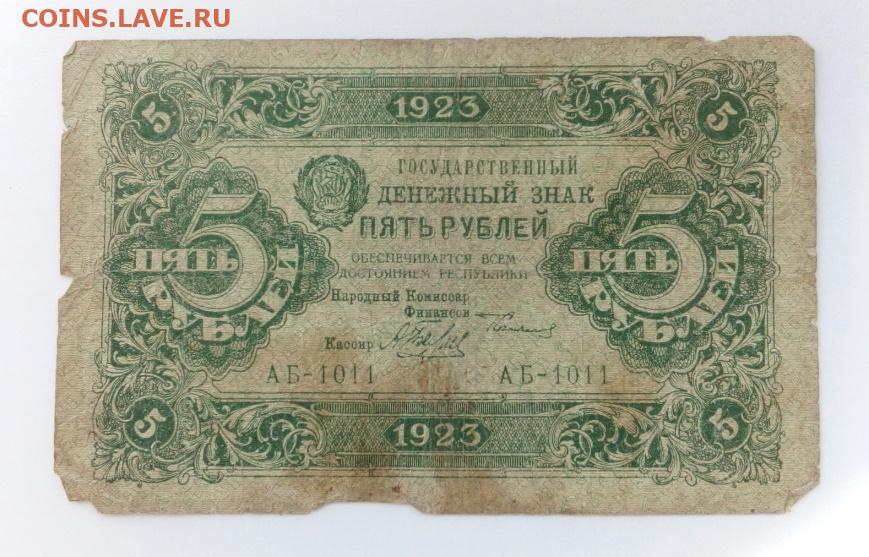 COINS.LAVE.RU
5 1923 5
ГОСУДАРСТВЕННЫЙ
ДЕНЕЖНЫЙ ЗНАК
ПЯТЬ РУБЛЕЙ
5 ПЯТЬ РУБЛЕЙ
5 ПЯТЬ РУБЛЕЙ
ОБЕСПЕЧИВАЕТСЯ ВСЕМ
ДОСТОЯНИЕМ РЕСПУБЛИКИ
Народный Комиссар
Финансов
Кассир
АБ-1011 АБ-1011
5 1923 5